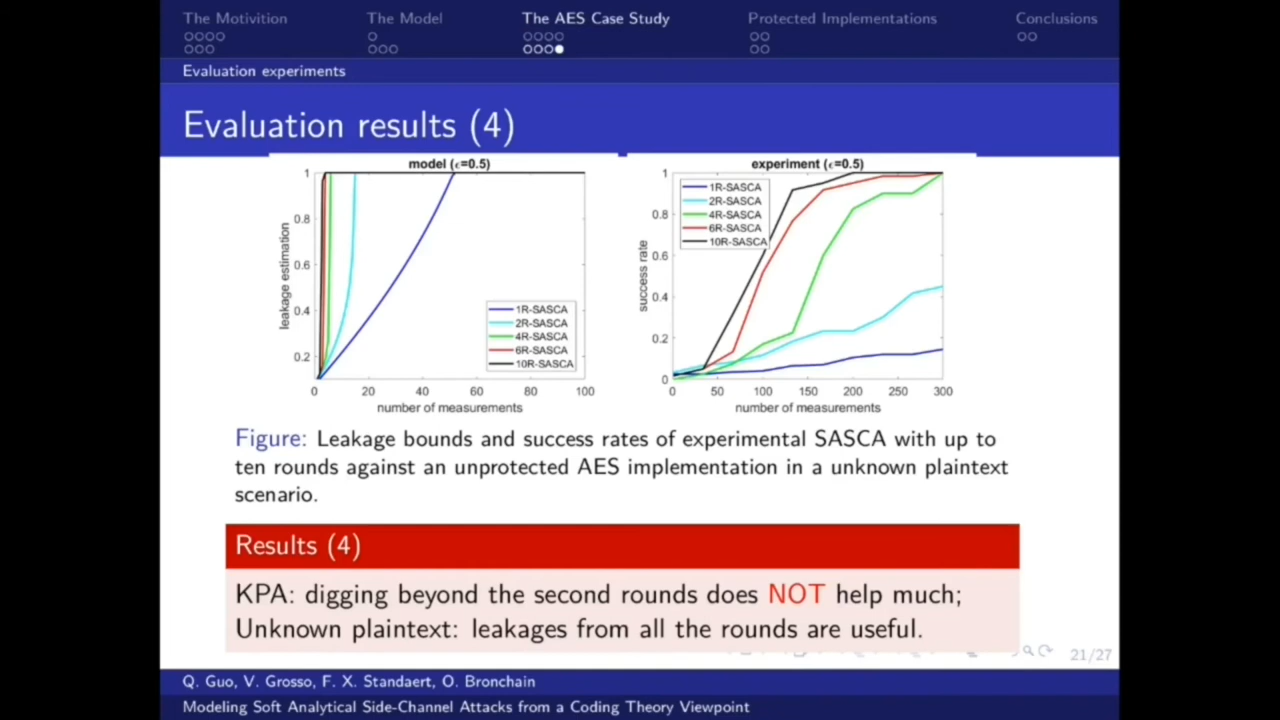 The Motivition The Model The AES Case Study Protected Implementations Conclusions
Evaluation experiments
Evaluation results (4)
model (ϵ=0.5)
1
0.8
0.6
0.4
0.2
leakage estimation
1R-SASCA
2R-SASCA
4R-SASCA
6R-SASCA
10R-SASCA
0 20 40 60 80 100
number of measurements
experiment (ϵ=0.5)
1
0.8
0.6
0.4
0.2
0
success rate
1R-SASCA
2R-SASCA
4R-SASCA
6R-SASCA
10R-SASCA
0 50 100 150 200 250 300
number of measurements
Figure: Leakage bounds and success rates of experimental SASCA with up to
ten rounds against an unprotected AES implementation in a unknown plaintext
scenario.
Results (4)
KPA: digging beyond the second rounds does NOT help much;
Unknown plaintext: leakages from all the rounds are useful.
21/27
Q. Guo, V. Grosso, F. X. Standaert, O. Bronchain
Modeling Soft Analytical Side-Channel Attacks from a Coding Theory Viewpoint